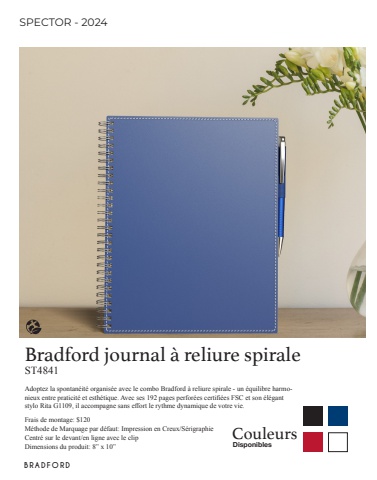 SPECTOR - 2024
Bradford journal à reliure spirale
ST4841
Adoptez la spontanéité organisée avec le combo Bradford à reliure spirale - un équilibre harmo-
nieux entre praticité et esthétique. Avec ses 192 pages perforées certifiées FSC et son élégant
stylo Rita G1109, il accompagne sans effort le rythme dynamique de votre vie.
Frais de montage: $120
Méthode de Marquage par défaut: Impression en Creux/Sérigraphie
Centré sur le devant/en ligne avec le clip
Dimensions du produit: 8" x 10"
Couleurs
Disponibles
BRADFORD